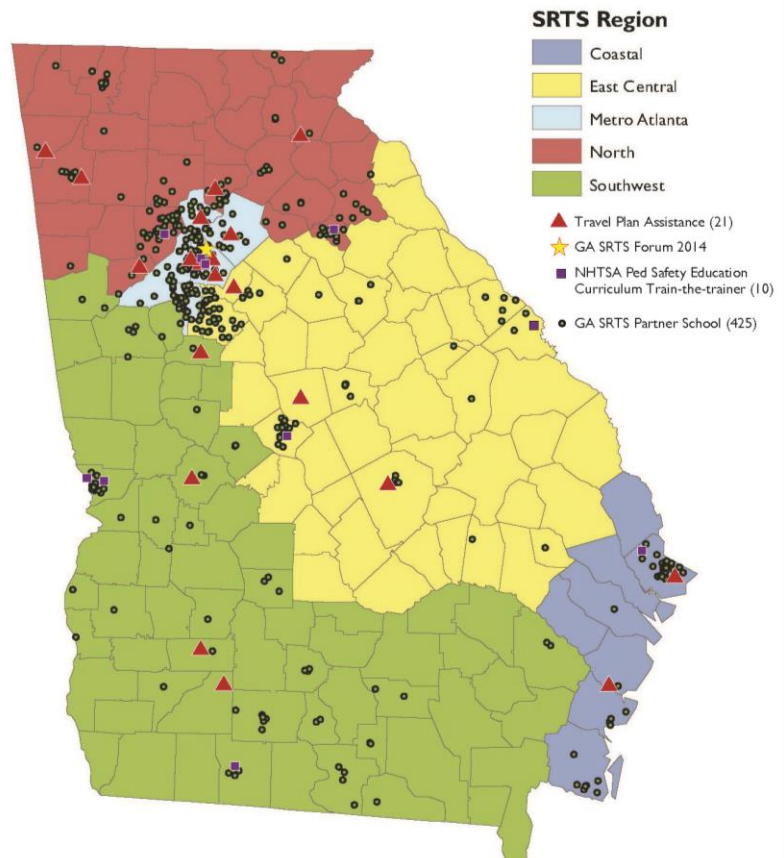 SRTS Region
Coastal
East Central
Metro Atlanta
North
Southwest
Travel Plan Assistance (21)
GA SRTS Forum 2014
NHTSA Ped Safety Education
Curriculum Train-the-trainer (10)
GA SRTS Partner School (425)